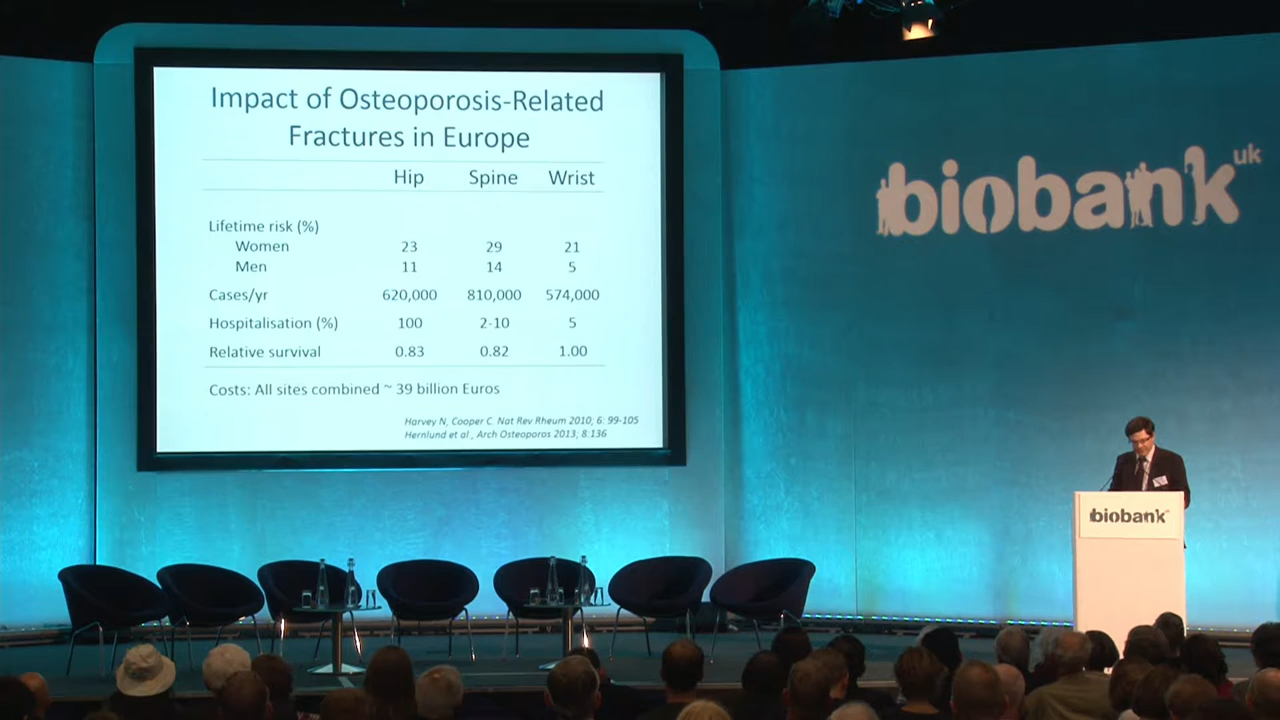 Impact of Osteoporosis-Related
Fractures in Europe
Hip Spine Wrist
Lifetime risk (%)
Women 23 29 21
Men 11 14 5
Cases/yr 620,000 810,000 574,000
Hospitalisation (%) 100 2-10 5
Relative survival 0.83 0.82 1.00
Costs: All sites combined ~ 39 billion Euros
Harvey N, Cooper C. Nat Rev Rheum 2010; 6: 99-105
Hernlund et al , Arch Osteoporos 2013; 8:136
biobank uk
biobank